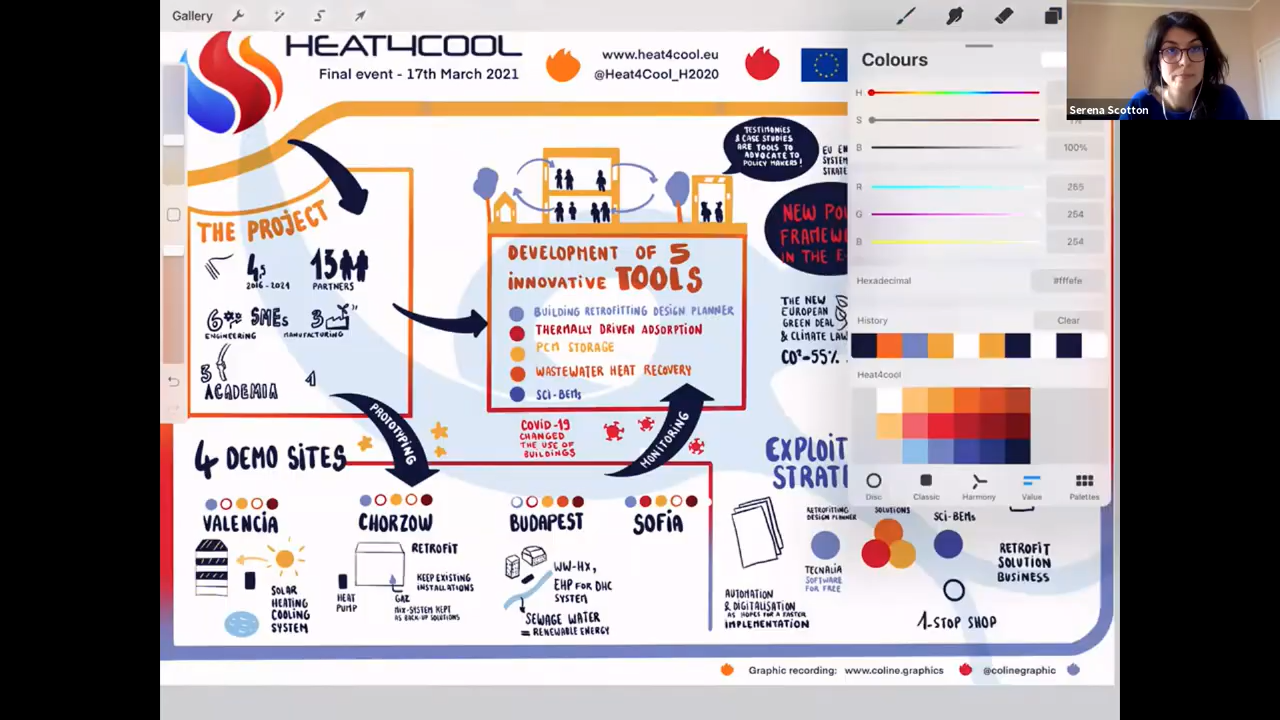 Gallery
HEAT4COOL
Final event - 17th March 2021
www.heat4cool.eu
@Heat4Cool_H2020
Colours
Serena Scotton
H
S
B
100%
R
265
G
254
B
254
Hexadecimal
#fffefe
History
Clear
Heat4cool
Disc
Classic
Harmony
Value
Palettes
TESTIMONIES
& CASE STUDIES
ARE TOOLS TO
ADVOCATE TO
POLICY MAKERS!
EU EN
SYSTEM
STRATE
NEW PO
FRAMEW
IN THE E
THE NEW
EUROPEAN
GREEN DEAL
& CLIMATE LAW
CO²-55%
THE PROJECT
4,5
2016-2021
13
PARTNERS
6 SMEs
ENGINEERING
3
MANUFACTURING
3
ACADEMIA
1
DEVELOPMENT OF 5
iNNOVATIVE TOOLS
BUILDING RETROFITTING DESIGN PLANNER
THERMALLY DRIVEN ADSORPTION
PCM STORAGE
WASTEWATER HEAT RECOVERY
SCI-BEMs
PROTOTYPING
COViD-19
CHANGED
THE USE OF
BUILDINGS
MONITORING
4 DEMO SiTES
VALENCiA
CHORZOW
BUDAPEST
SOFiA
SOLAR
HEATING
COOLING
SYSTEM
RETROFiT
HEAT
PUMP
GAZ
KEEP EXISTING
INSTALLATIONS
MIX-SYSTEM KEPT
AS BACK-UP SOLUTIONS
WW-HX,
EHP FOR DHC
SYSTEM
SEWAGE WATER
= RENEWABLE ENERGY
EXPLOIT
STRAT
AUTOMATION
& DIGITALISATION
AS HOPES FOR A FASTER
IMPLEMENTATION
RETROFITTING
DESIGN PLANNER
TECNALIA
SOFTWARE
FOR FREE
SOLUTIONS
SCi-BEMs
RETROFiT
SOLUTION
BUSINESS
1-STOP SHOP
Graphic recording: www.coline.graphics
@colinegraphic